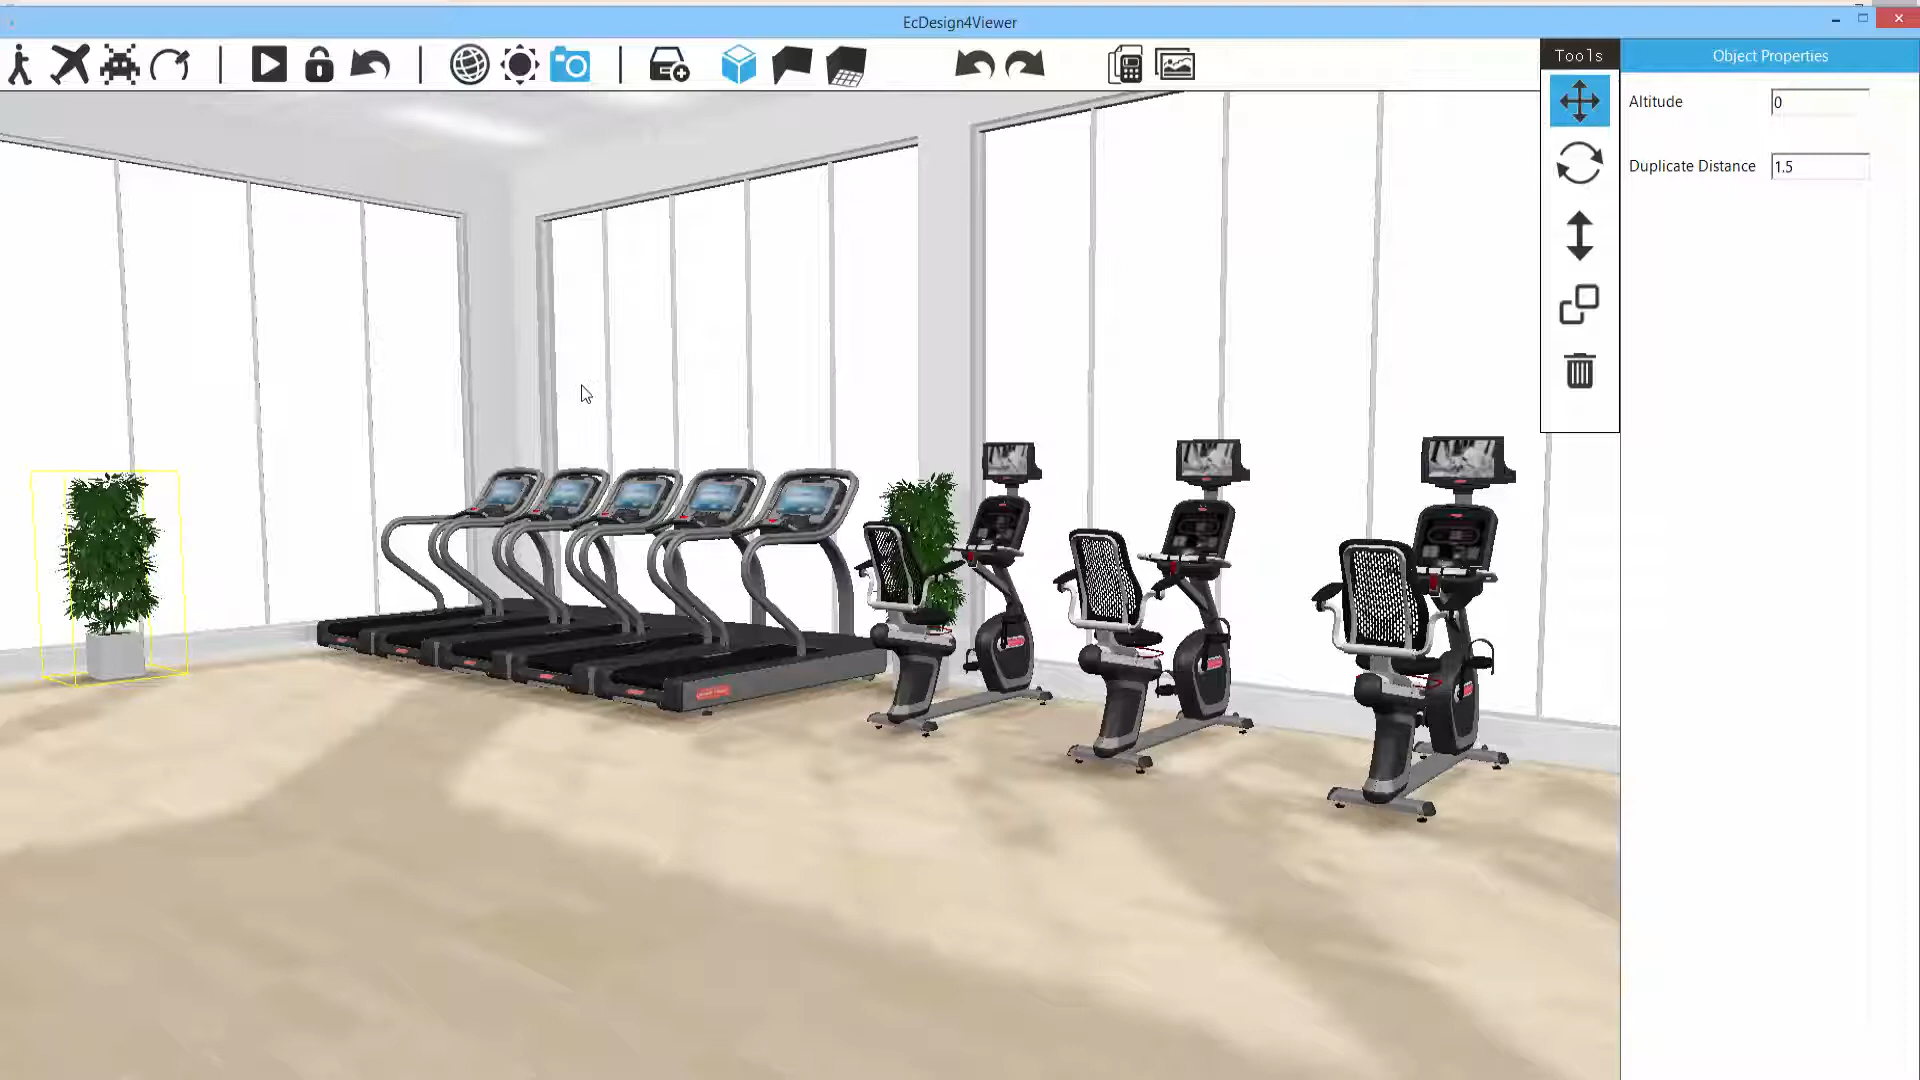 EcDesign4Viewer
Tools
Object Properties
Altitude
0
Duplicate Distance
1.5